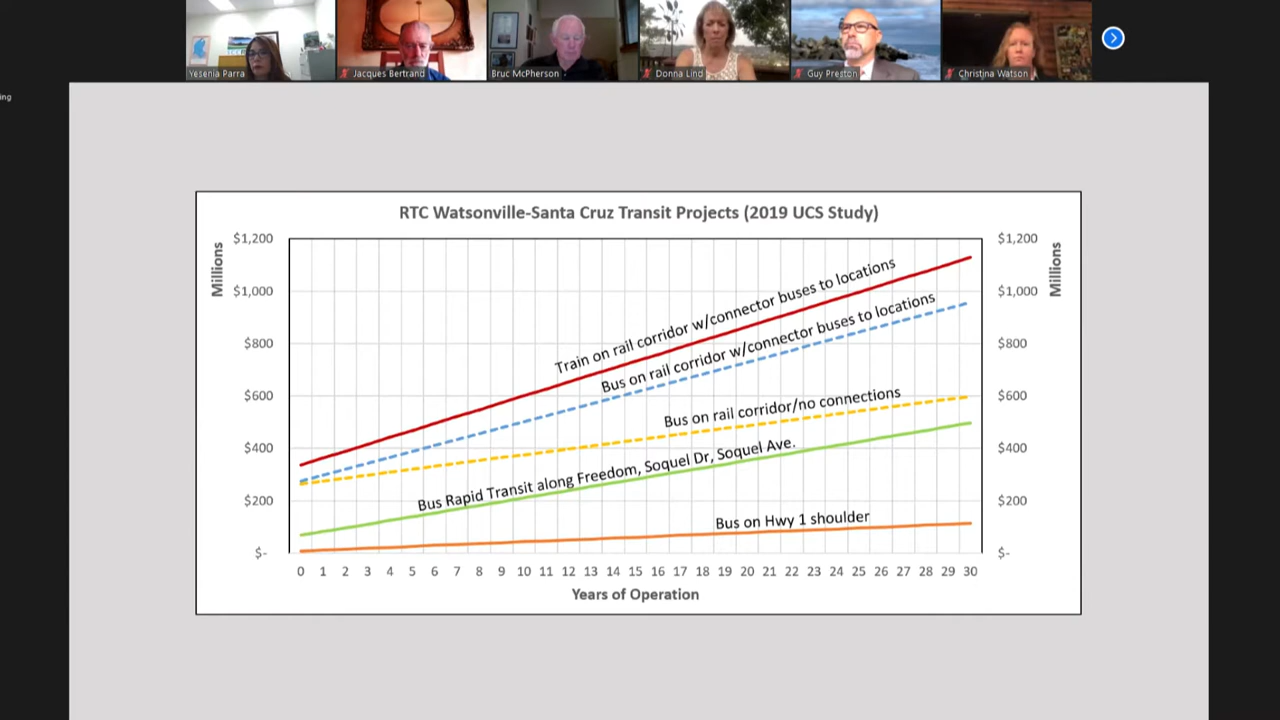 Yesenia Parra
Jacques Bertrand
Bruc McPherson
Donna Lind
Guy Preston
Christina Watson
ing
RTC Watsonville-Santa Cruz Transit Projects (2019 UCS Study)
Millions
$1,200
$1,000
$800
$600
$400
$200
$-
Train on rail corridor w/connector buses to locations
Bus on rail corridor w/connector buses to locations
Bus on rail corridor/no connections
Bus Rapid Transit along Freedom, Soquel Dr, Soquel Ave.
Bus on Hwy 1 shoulder
$1,200
$1,000
$800
$600
$400
$200
$-
Millions
0 1 2 3 4 5 6 7 8 9 10 11 12 13 14 15 16 17 18 19 20 21 22 23 24 25 26 27 28 29 30
Years of Operation